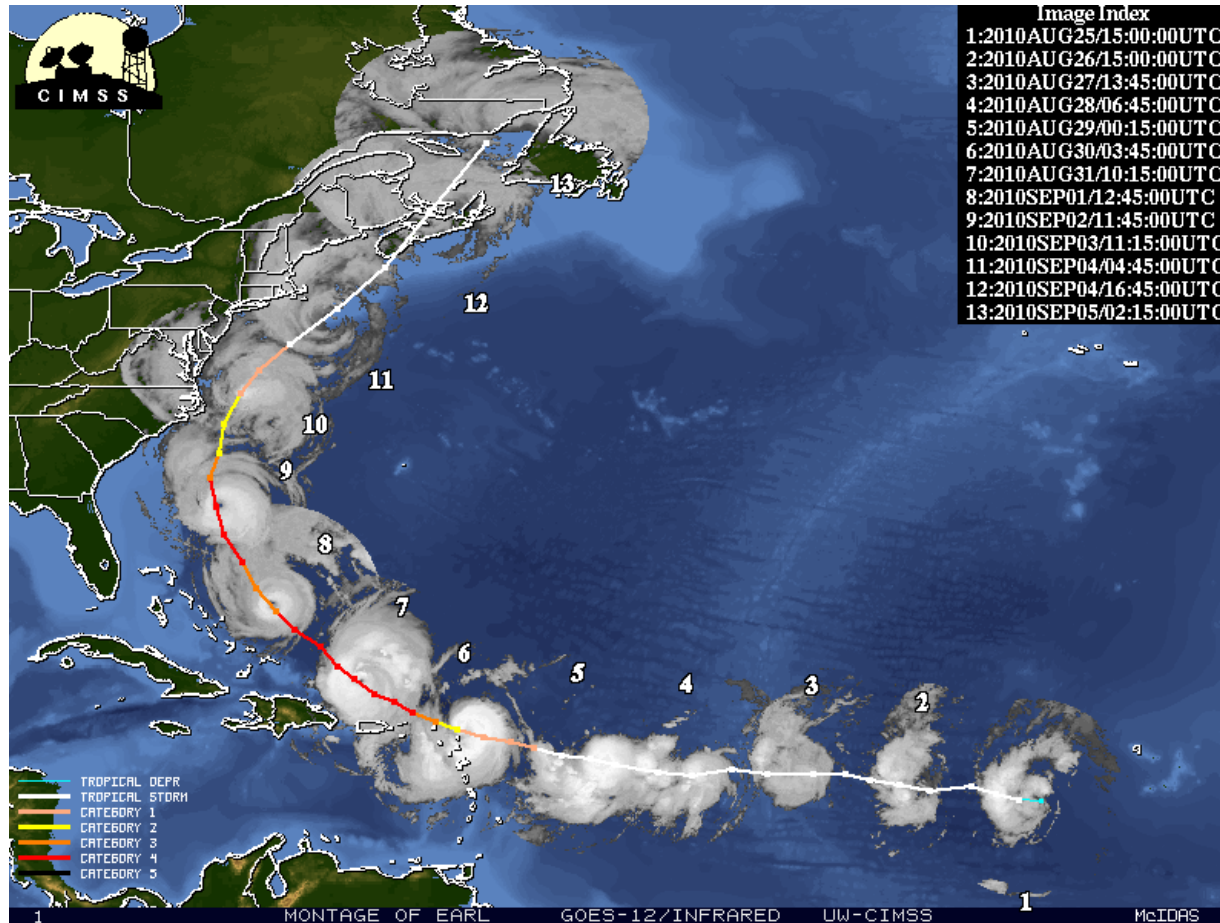 CIMSS
Image Index
1:2010AUG25/15:00:00UTC
2:2010AUG26/15:00:00UTC
3:2010AUG27/13:45:00UTC
4:2010AUG28/06:45:00UTC
5:2010AUG29/00:15:00UTC
6:2010AUG30/03:45:00UTC
7:2010AUG31/10:15:00UTC
8:2010SEP01/12:45:00UTC
9:2010SEP02/11:45:00UTC
10:2010SEP03/11:15:00UTC
11:2010SEP04/04:45:00UTC
12:2010SEP04/16:45:00UTC
13:2010SEP05/02:15:00UTC
13
12
11
10
9
8
7
6
5
4
3
2
1
TROPICAL DEPR
TROPICAL STORM
CATEGORY 1
CATEGORY 2
CATEGORY 3
CATEGORY 4
CATEGORY 5
1 MONTAGE OF EARL GOES-12/INFRARED UW-CIMSS McIDAS